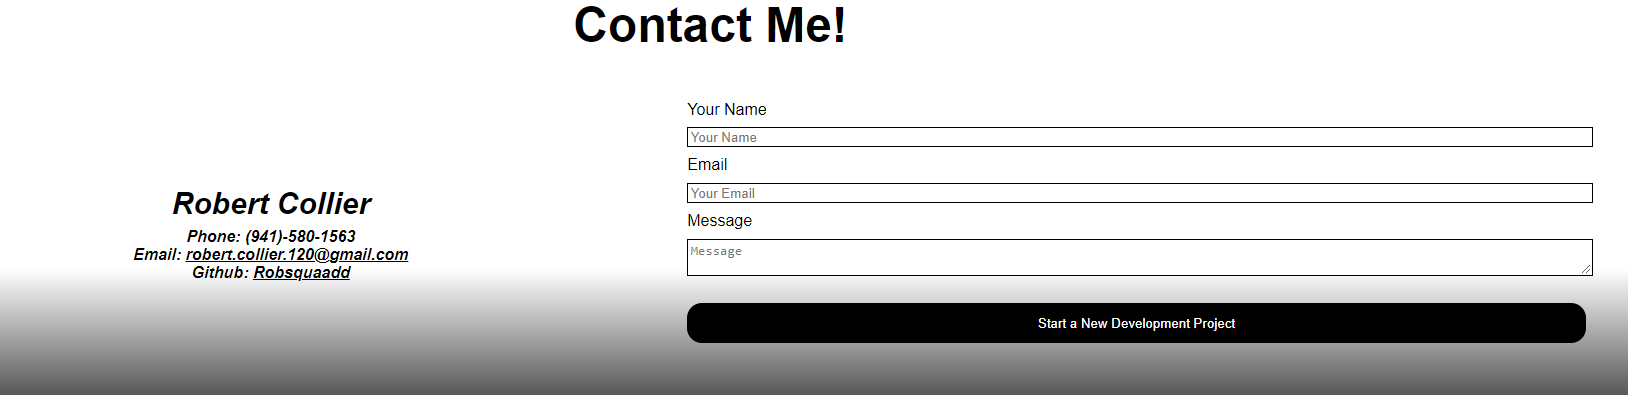 Contact Me!
Robert Collier
Phone: (941)-580-1563
Email: robert.collier.120@gmail.com
Github: Robsquaadd
Your Name
Your Name
Email
Your Email
Message
Message
Start a New Development Project